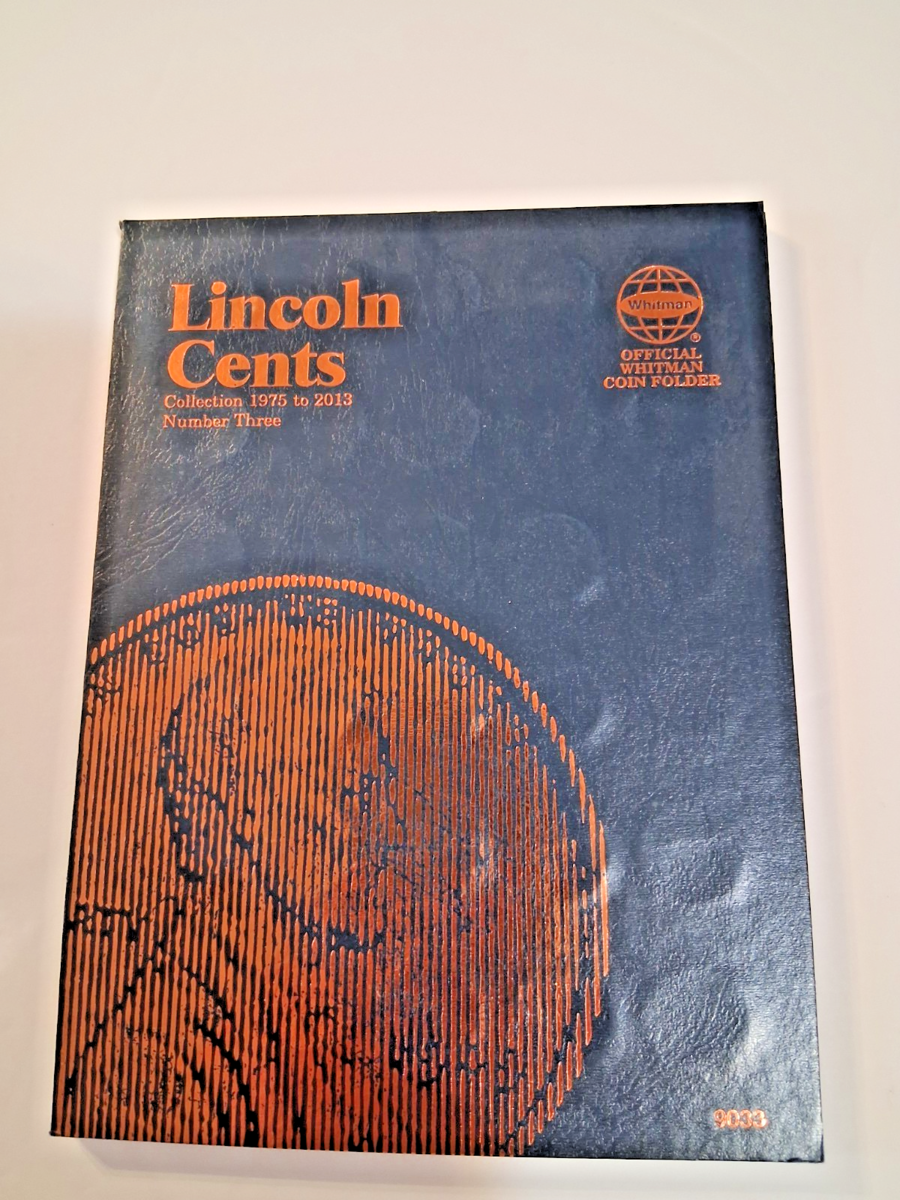 Lincoln
Cents
Collection 1975 to 2013
Number Three
Whitman
®
OFFICIAL
WHITMAN
COIN FOLDER
9033